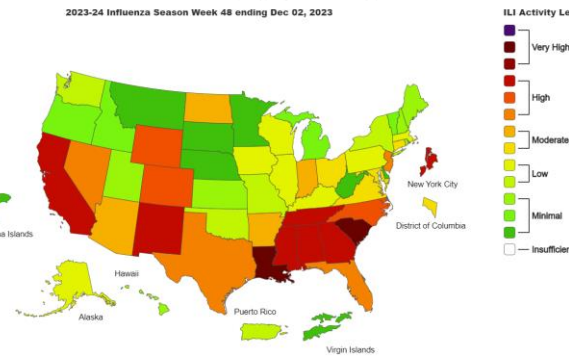 2023-24 Influenza Season Week 48 ending Dec 02, 2023
ILI Activity Le
Very High
High
Moderate
Low
Minimal
Insufficien
New York City
District of Columbia
a Islands
Hawaii
Alaska
Puerto Rico
Virgin Islands